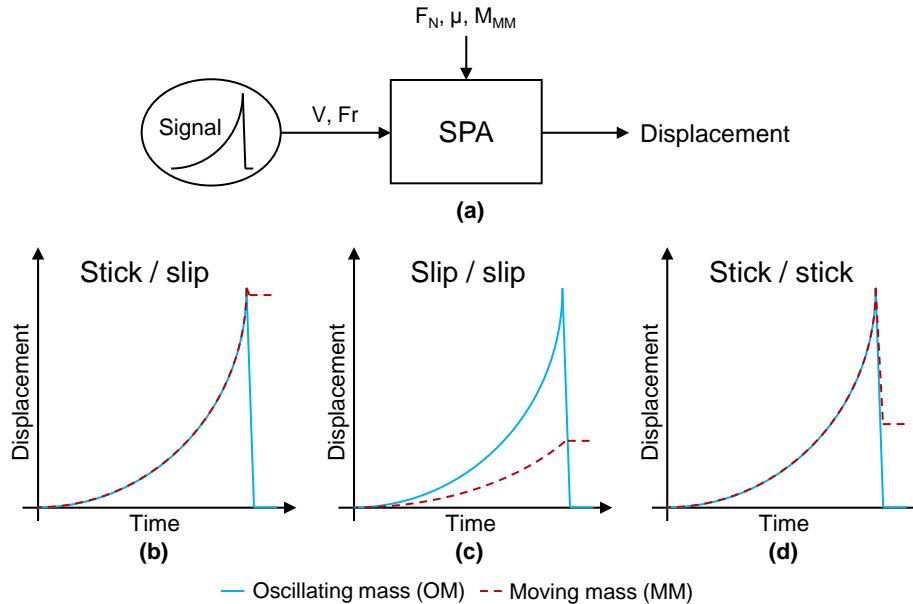 F_N, μ, M_MM
Signal
V, Fr
SPA
Displacement
(a)
Stick / slip
Displacement
Time
(b)
Slip / slip
Displacement
Time
(c)
Stick / stick
Displacement
Time
(d)
Oscillating mass (OM)
Moving mass (MM)